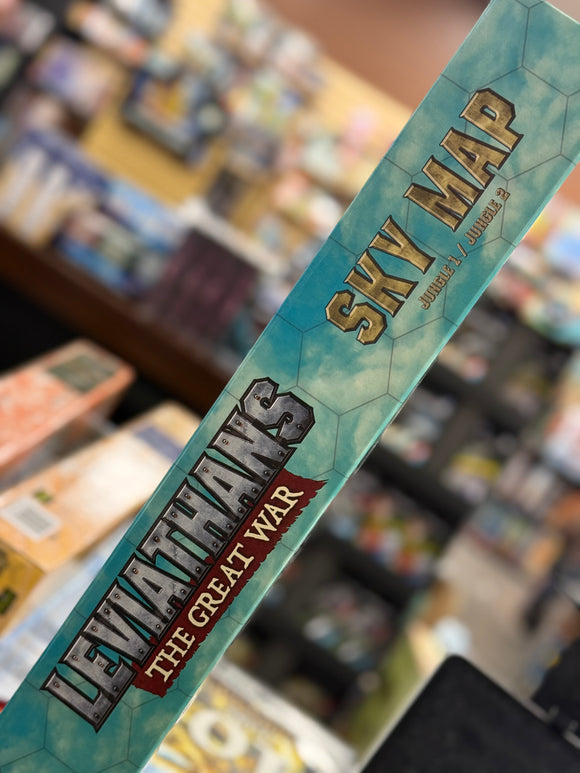 LEVIATHANS
THE GREAT WAR
SKY MAP
JUNGLE 1 / JUNGLE 2